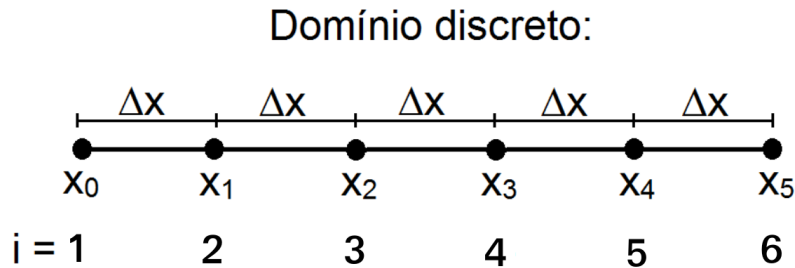 Domínio discreto:
Δx Δx Δx Δx Δx
x₀ x₁ x₂ x₃ x₄ x₅
i = 1 2 3 4 5 6